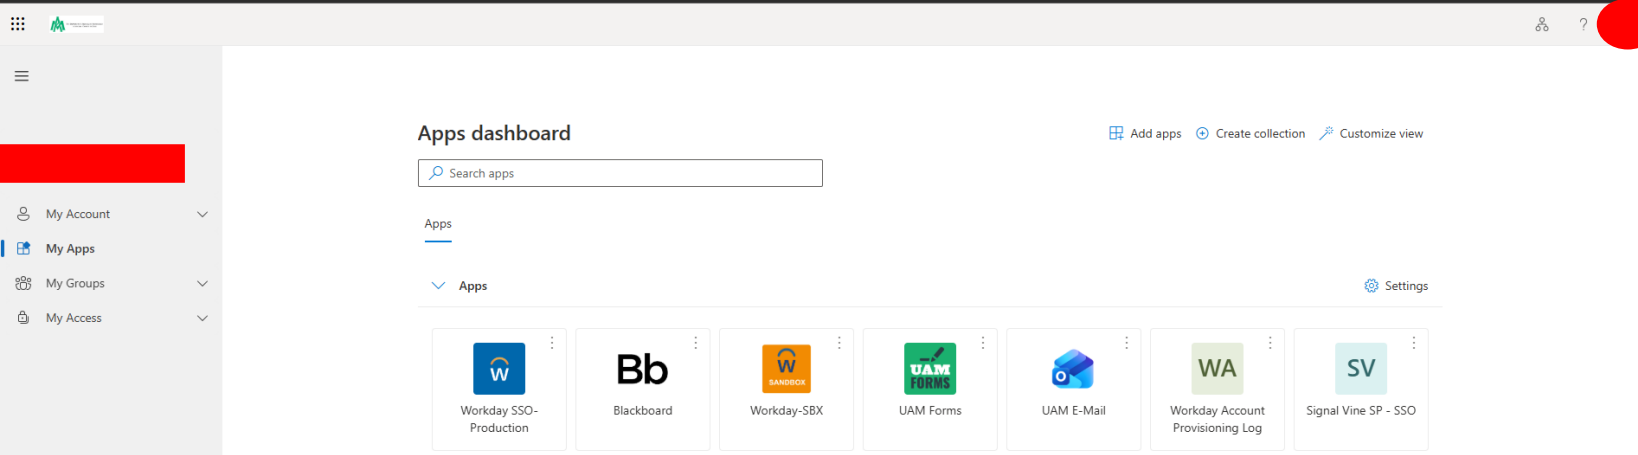 ?
Apps dashboard
Add apps
Create collection
Customize view
Search apps
My Account
My Apps
My Groups
My Access
Apps
Apps
Settings
W
Workday SSO-
Production
Bb
Blackboard
W
SANDBOX
Workday-SBX
UAM
FORMS
UAM Forms
O
UAM E-Mail
WA
Workday Account
Provisioning Log
SV
Signal Vine SP - SSO